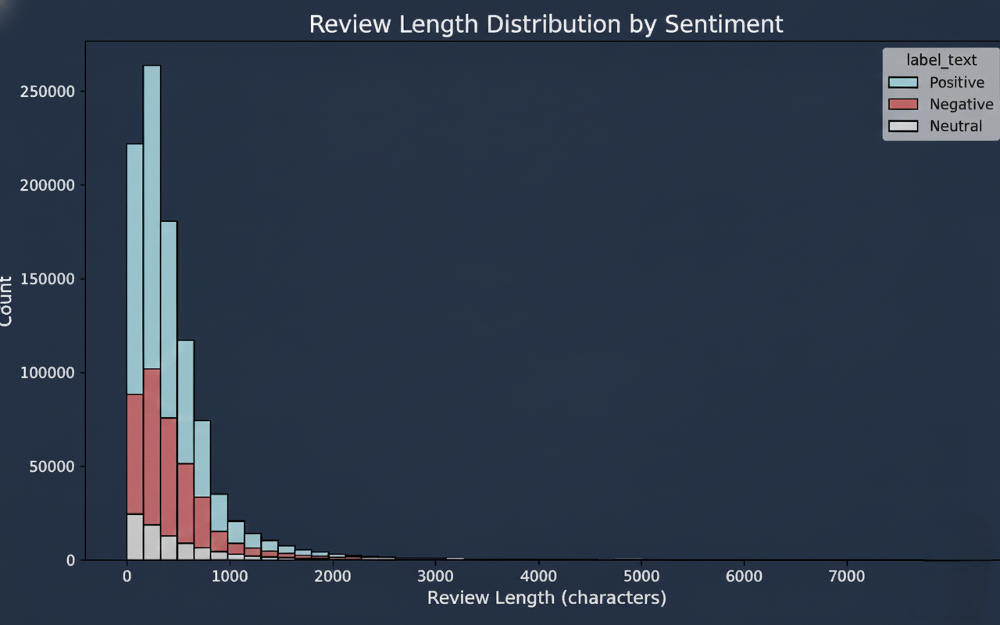 Review Length Distribution by Sentiment
label_text
Positive
Negative
Neutral
250000
200000
150000
100000
50000
0
Count
0 1000 2000 3000 4000 5000 6000 7000
Review Length (characters)